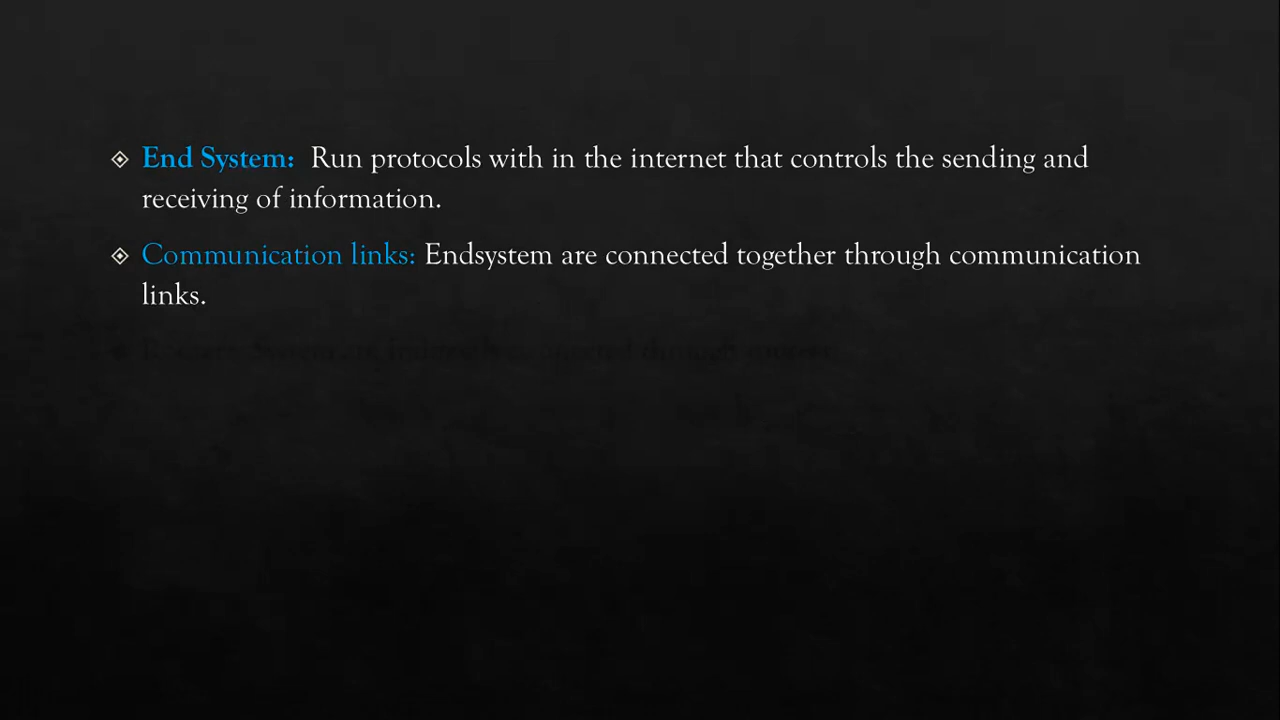 End System: Run protocols with in the internet that controls the sending and
receiving of information.
Communication links: Endsystem are connected together through communication
links.